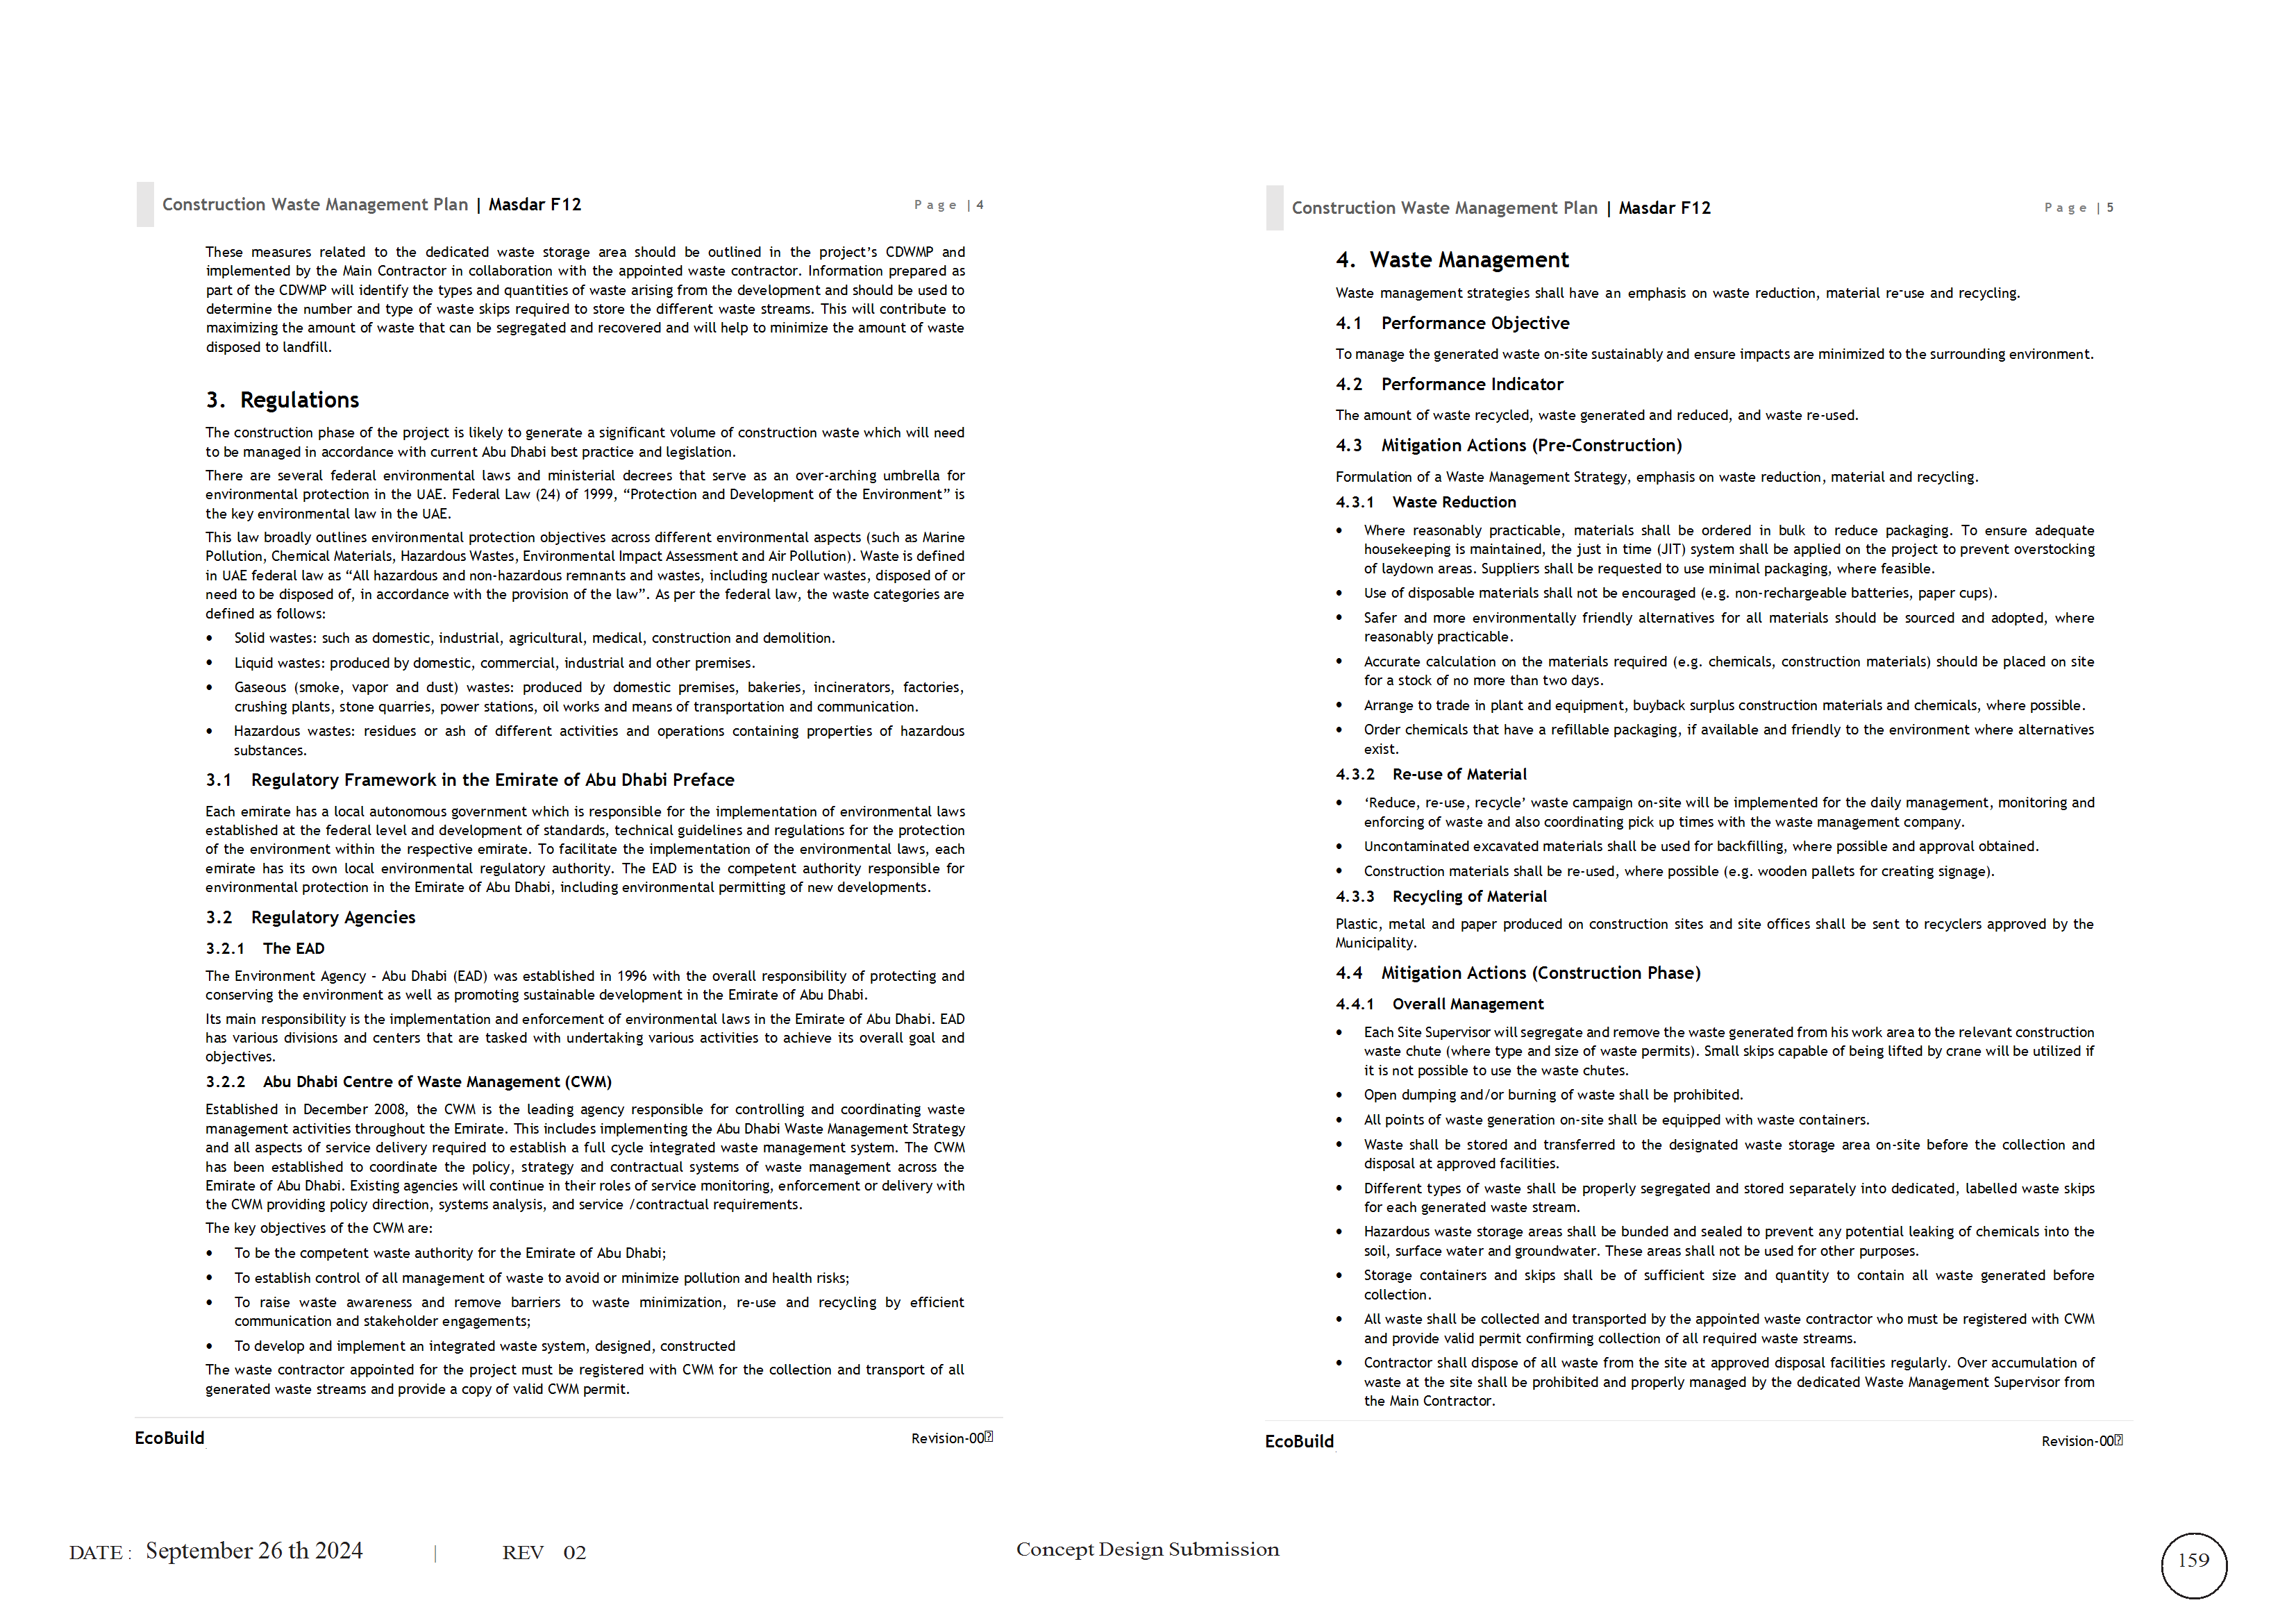 Construction Waste Management Plan | Masdar F12
Page | 4
These measures related to the dedicated waste storage area should be outlined in the project’s CDWMP and
implemented by the Main Contractor in collaboration with the appointed waste contractor. Information prepared as
part of the CDWMP will identify the types and quantities of waste arising from the development and should be used to
determine the number and type of waste skips required to store the different waste streams. This will contribute to
maximizing the amount of waste that can be segregated and recovered and will help to minimize the amount of waste
disposed to landfill.
3. Regulations
The construction phase of the project is likely to generate a significant volume of construction waste which will need
to be managed in accordance with current Abu Dhabi best practice and legislation.
There are several federal environmental laws and ministerial decrees that serve as an over-arching umbrella for
environmental protection in the UAE. Federal Law (24) of 1999, “Protection and Development of the Environment” is
the key environmental law in the UAE.
This law broadly outlines environmental protection objectives across different environmental aspects (such as Marine
Pollution, Chemical Materials, Hazardous Wastes, Environmental Impact Assessment and Air Pollution). Waste is defined
in UAE federal law as “All hazardous and non-hazardous remnants and wastes, including nuclear wastes, disposed of or
need to be disposed of, in accordance with the provision of the law”. As per the federal law, the waste categories are
defined as follows:
• Solid wastes: such as domestic, industrial, agricultural, medical, construction and demolition.
• Liquid wastes: produced by domestic, commercial, industrial and other premises.
• Gaseous (smoke, vapor and dust) wastes: produced by domestic premises, bakeries, incinerators, factories,
crushing plants, stone quarries, power stations, oil works and means of transportation and communication.
• Hazardous wastes: residues or ash of different activities and operations containing properties of hazardous
substances.
3.1 Regulatory Framework in the Emirate of Abu Dhabi Preface
Each emirate has a local autonomous government which is responsible for the implementation of environmental laws
established at the federal level and development of standards, technical guidelines and regulations for the protection
of the environment within the respective emirate. To facilitate the implementation of the environmental laws, each
emirate has its own local environmental regulatory authority. The EAD is the competent authority responsible for
environmental protection in the Emirate of Abu Dhabi, including environmental permitting of new developments.
3.2 Regulatory Agencies
3.2.1 The EAD
The Environment Agency - Abu Dhabi (EAD) was established in 1996 with the overall responsibility of protecting and
conserving the environment as well as promoting sustainable development in the Emirate of Abu Dhabi.
Its main responsibility is the implementation and enforcement of environmental laws in the Emirate of Abu Dhabi. EAD
has various divisions and centers that are tasked with undertaking various activities to achieve its overall goal and
objectives.
3.2.2 Abu Dhabi Centre of Waste Management (CWM)
Established in December 2008, the CWM is the leading agency responsible for controlling and coordinating waste
management activities throughout the Emirate. This includes implementing the Abu Dhabi Waste Management Strategy
and all aspects of service delivery required to establish a full cycle integrated waste management system. The CWM
has been established to coordinate the policy, strategy and contractual systems of waste management across the
Emirate of Abu Dhabi. Existing agencies will continue in their roles of service monitoring, enforcement or delivery with
the CWM providing policy direction, systems analysis, and service /contractual requirements.
The key objectives of the CWM are:
• To be the competent waste authority for the Emirate of Abu Dhabi;
• To establish control of all management of waste to avoid or minimize pollution and health risks;
• To raise waste awareness and remove barriers to waste minimization, re-use and recycling by efficient
communication and stakeholder engagements;
• To develop and implement an integrated waste system, designed, constructed
The waste contractor appointed for the project must be registered with CWM for the collection and transport of all
generated waste streams and provide a copy of valid CWM permit.
EcoBuild
Revision-00
Construction Waste Management Plan | Masdar F12
Page | 5
4. Waste Management
Waste management strategies shall have an emphasis on waste reduction, material re-use and recycling.
4.1 Performance Objective
To manage the generated waste on-site sustainably and ensure impacts are minimized to the surrounding environment.
4.2 Performance Indicator
The amount of waste recycled, waste generated and reduced, and waste re-used.
4.3 Mitigation Actions (Pre-Construction)
Formulation of a Waste Management Strategy, emphasis on waste reduction, material and recycling.
4.3.1 Waste Reduction
• Where reasonably practicable, materials shall be ordered in bulk to reduce packaging. To ensure adequate
housekeeping is maintained, the just in time (JIT) system shall be applied on the project to prevent overstocking
of laydown areas. Suppliers shall be requested to use minimal packaging, where feasible.
• Use of disposable materials shall not be encouraged (e.g. non-rechargeable batteries, paper cups).
• Safer and more environmentally friendly alternatives for all materials should be sourced and adopted, where
reasonably practicable.
• Accurate calculation on the materials required (e.g. chemicals, construction materials) should be placed on site
for a stock of no more than two days.
• Arrange to trade in plant and equipment, buyback surplus construction materials and chemicals, where possible.
• Order chemicals that have a refillable packaging, if available and friendly to the environment where alternatives
exist.
4.3.2 Re-use of Material
• ‘Reduce, re-use, recycle’ waste campaign on-site will be implemented for the daily management, monitoring and
enforcing of waste and also coordinating pick up times with the waste management company.
• Uncontaminated excavated materials shall be used for backfilling, where possible and approval obtained.
• Construction materials shall be re-used, where possible (e.g. wooden pallets for creating signage).
4.3.3 Recycling of Material
Plastic, metal and paper produced on construction sites and site offices shall be sent to recyclers approved by the
Municipality.
4.4 Mitigation Actions (Construction Phase)
4.4.1 Overall Management
• Each Site Supervisor will segregate and remove the waste generated from his work area to the relevant construction
waste chute (where type and size of waste permits). Small skips capable of being lifted by crane will be utilized if
it is not possible to use the waste chutes.
• Open dumping and/or burning of waste shall be prohibited.
• All points of waste generation on-site shall be equipped with waste containers.
• Waste shall be stored and transferred to the designated waste storage area on-site before the collection and
disposal at approved facilities.
• Different types of waste shall be properly segregated and stored separately into dedicated, labelled waste skips
for each generated waste stream.
• Hazardous waste storage areas shall be bunded and sealed to prevent any potential leaking of chemicals into the
soil, surface water and groundwater. These areas shall not be used for other purposes.
• Storage containers and skips shall be of sufficient size and quantity to contain all waste generated before
collection.
• All waste shall be collected and transported by the appointed waste contractor who must be registered with CWM
and provide valid permit confirming collection of all required waste streams.
• Contractor shall dispose of all waste from the site at approved disposal facilities regularly. Over accumulation of
waste at the site shall be prohibited and properly managed by the dedicated Waste Management Supervisor from
the Main Contractor.
EcoBuild
Revision-00
DATE : September 26 th 2024 | REV 02
Concept Design Submission
159